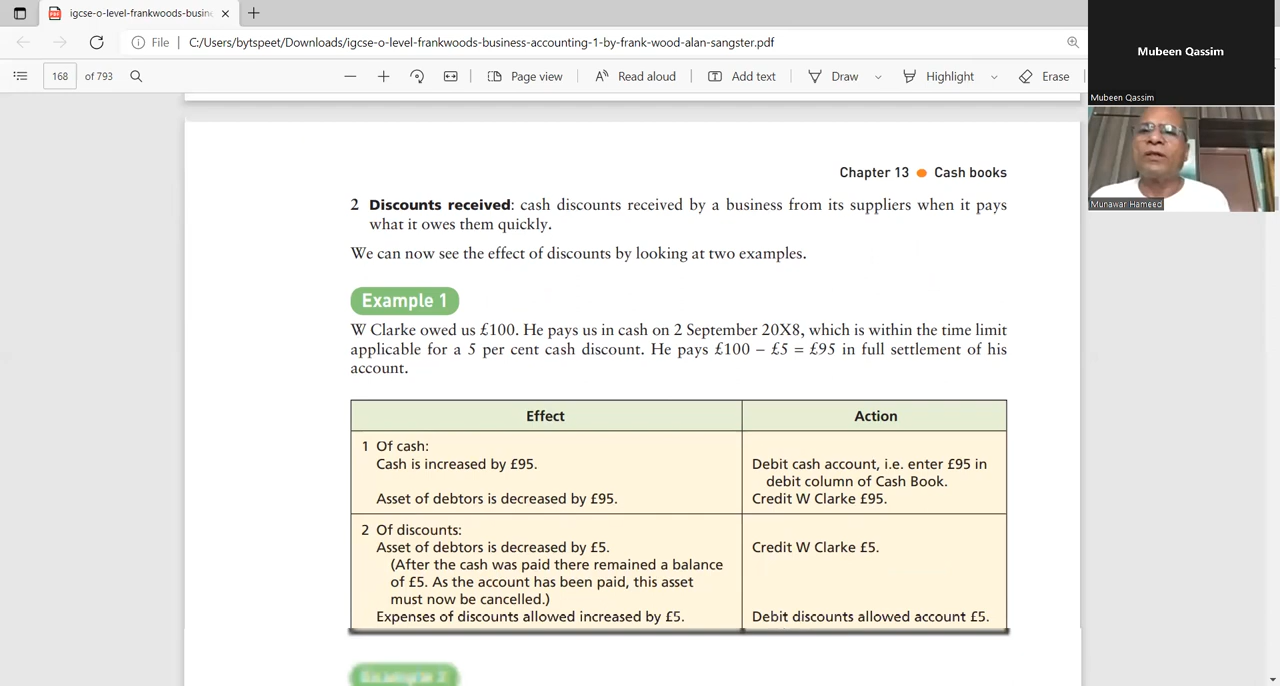 igcse-o-level-frankwoods-busin
File
C:/Users/bytspeet/Downloads/igcse-o-level-frankwoods-business-accounting-1-by-frank-wood-alan-sangster.pdf
168 of 793
Page view
Read aloud
Add text
Draw
Highlight
Erase
Mubeen Qassim
Mubeen Qassim
Munawar Hameed
Chapter 13 ● Cash books
2 Discounts received: cash discounts received by a business from its suppliers when it pays
what it owes them quickly.
We can now see the effect of discounts by looking at two examples.
Example 1
W Clarke owed us £100. He pays us in cash on 2 September 20X8, which is within the time limit
applicable for a 5 per cent cash discount. He pays £100 – £5 = £95 in full settlement of his
account.
Effect
Action
1 Of cash:
Cash is increased by £95.
Debit cash account, i.e. enter £95 in
debit column of Cash Book.
Asset of debtors is decreased by £95.
Credit W Clarke £95.
2 Of discounts:
Asset of debtors is decreased by £5.
Credit W Clarke £5.
(After the cash was paid there remained a balance
of £5. As the account has been paid, this asset
must now be cancelled.)
Expenses of discounts allowed increased by £5.
Debit discounts allowed account £5.
Example 2